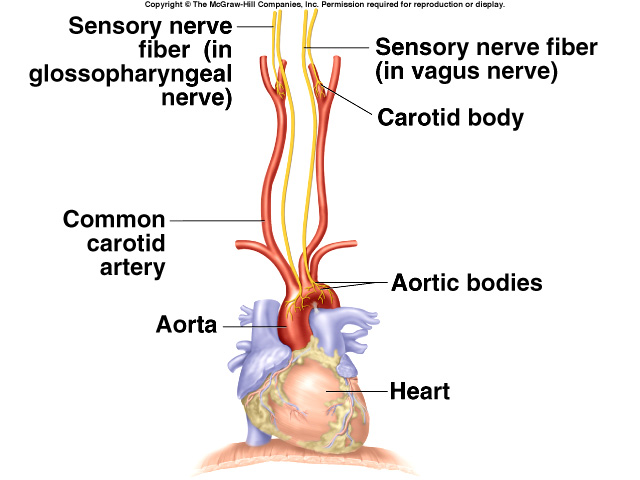 Copyright © The McGraw-Hill Companies, Inc. Permission required for reproduction or display.
Sensory nerve
fiber (in
glossopharyngeal
nerve)
Sensory nerve fiber
(in vagus nerve)
Carotid body
Common
carotid
artery
Aortic bodies
Aorta
Heart